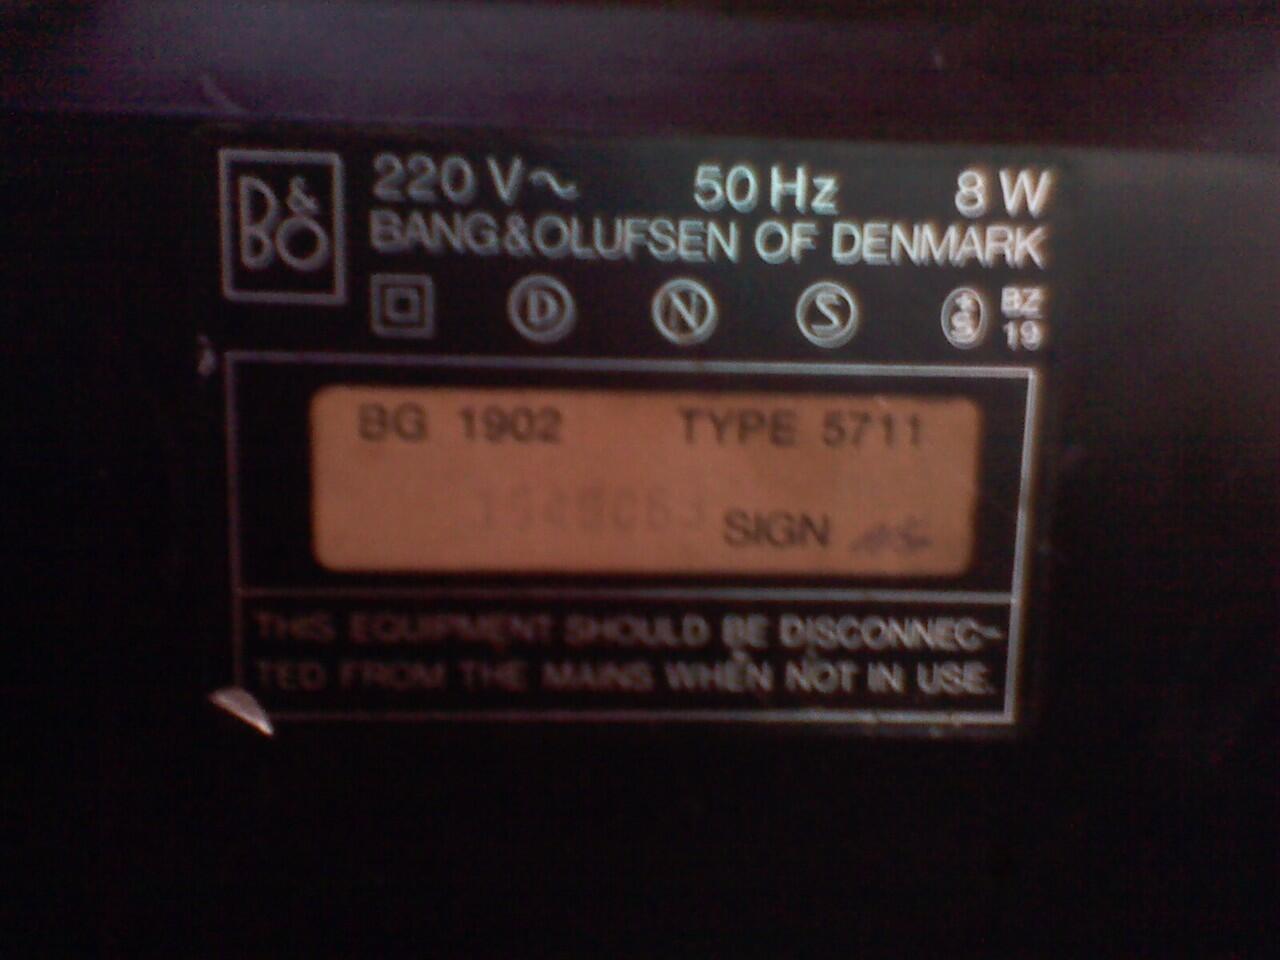 B&O
220 V~ 50 Hz 8 W
BANG&OLUFSEN OF DENMARK
D N S +S BZ 19
BG 1902 TYPE 5711
SIGN
THIS EQUIPMENT SHOULD BE DISCONNEC-
TED FROM THE MAINS WHEN NOT IN USE.